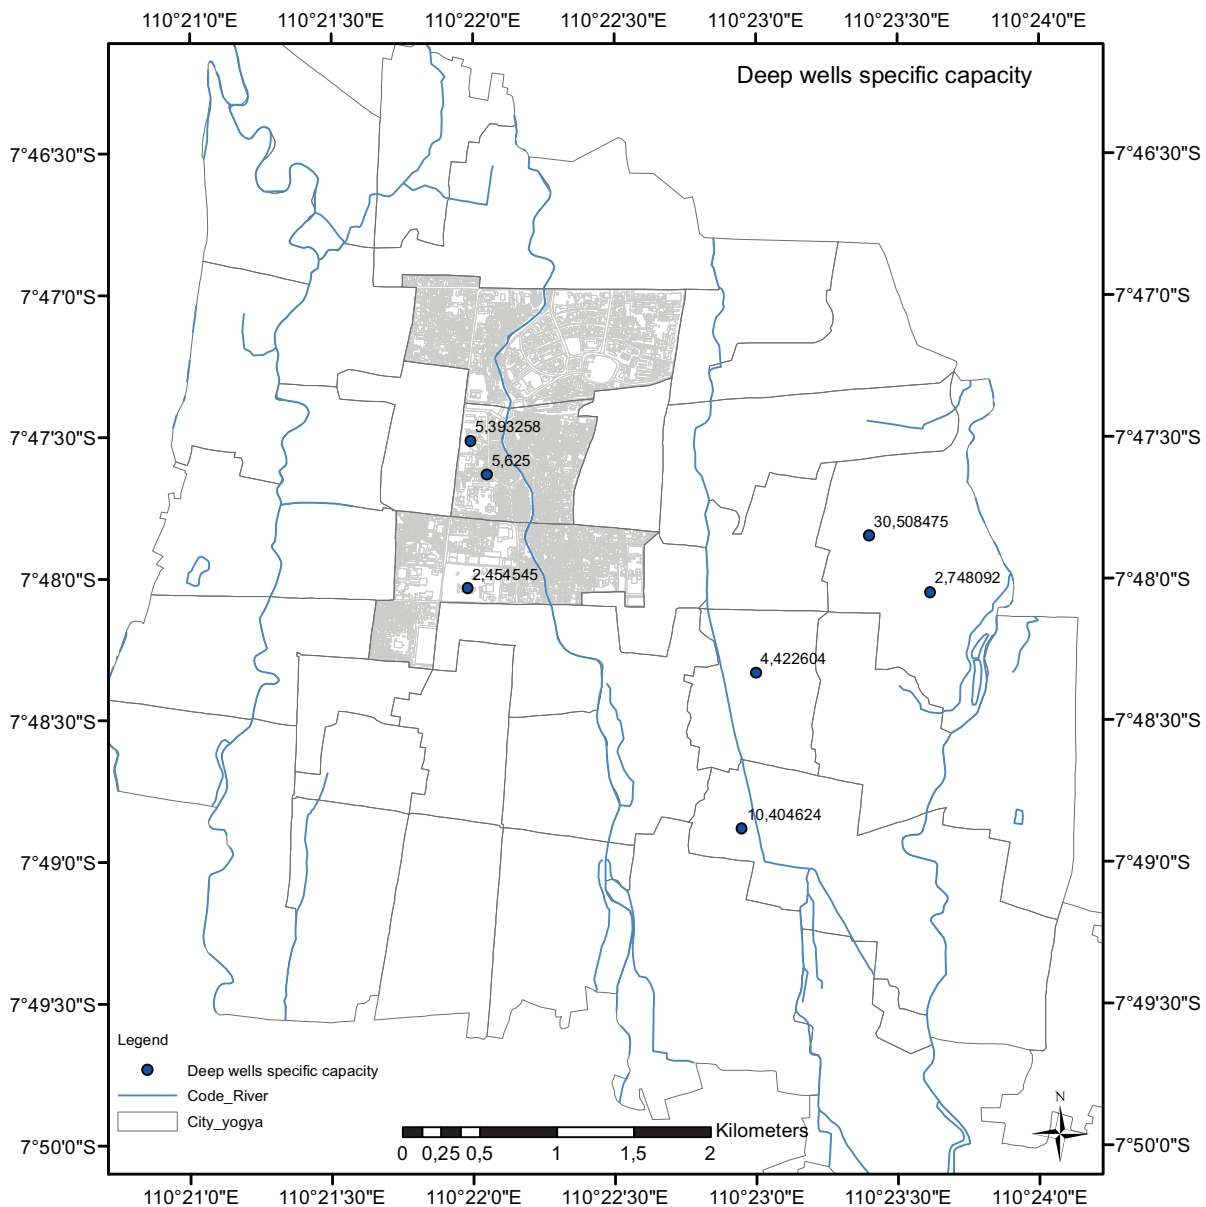 110°21'0"E 110°21'30"E 110°22'0"E 110°22'30"E 110°23'0"E 110°23'30"E 110°24'0"E
Deep wells specific capacity
7°46'30"S 7°46'30"S
7°47'0"S 7°47'0"S
5,393258
7°47'30"S 7°47'30"S
5,625
30,508475
2,454545
2,748092
7°48'0"S 7°48'0"S
4,422604
7°48'30"S 7°48'30"S
10,404624
7°49'0"S 7°49'0"S
7°49'30"S 7°49'30"S
Legend
Deep wells specific capacity
Code_River
City_yogya
N
Kilometers
0 0,25 0,5 1 1,5 2
7°50'0"S 7°50'0"S
110°21'0"E 110°21'30"E 110°22'0"E 110°22'30"E 110°23'0"E 110°23'30"E 110°24'0"E